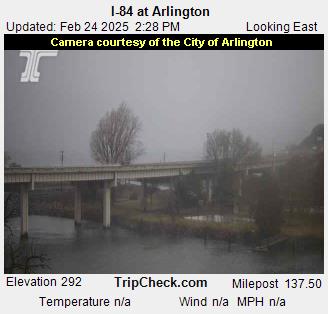 I-84 at Arlington
Updated: Feb 24 2025 2:28 PM Looking East
Camera courtesy of the City of Arlington
Elevation 292 TripCheck.com Milepost 137.50
Temperature n/a Wind n/a MPH n/a